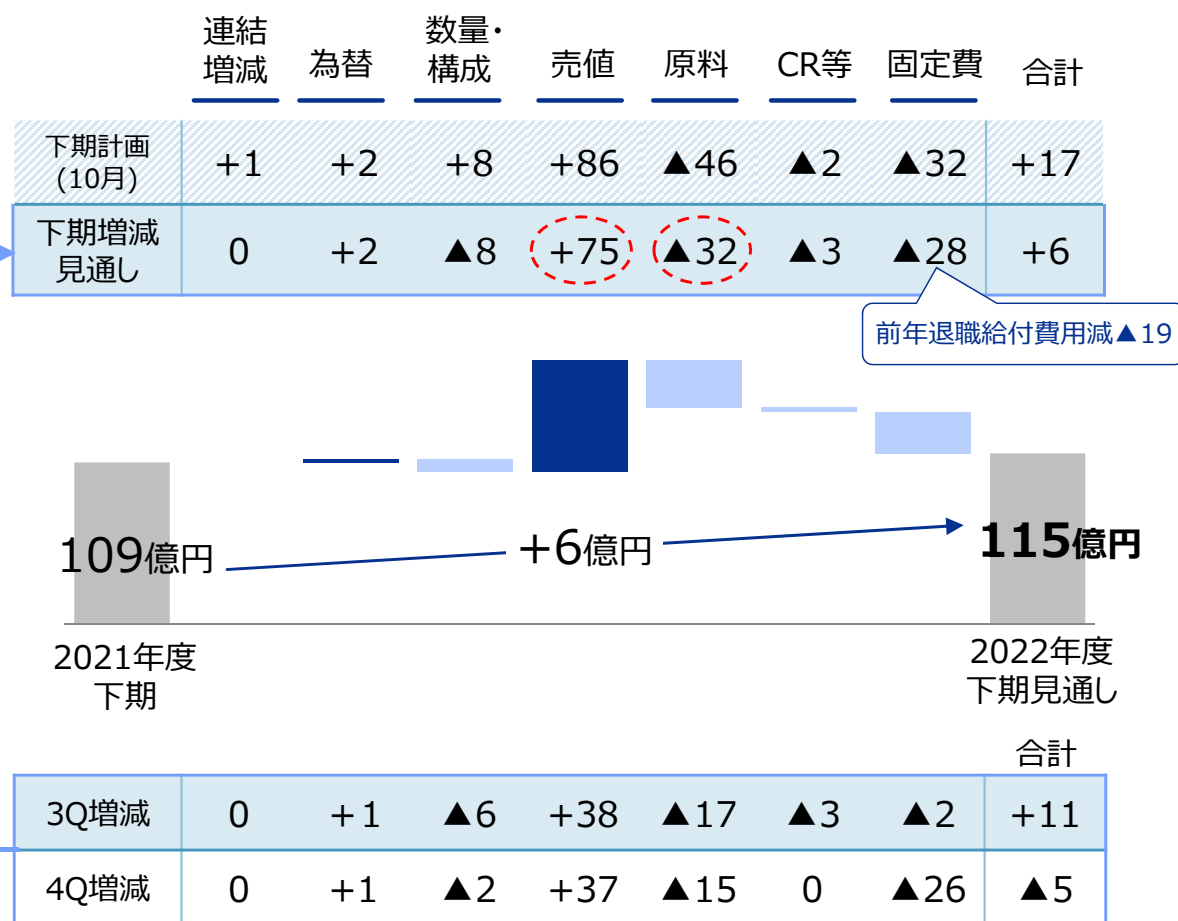 連結 増減 為替 数量・構成 売値 原料 CR等 固定費 合計
下期計画(10月) +1 +2 +8 +86 ▲46 ▲2 ▲32 +17
下期増減見通し 0 +2 ▲8 +75 ▲32 ▲3 ▲28 +6
前年退職給付費用減▲19
109億円 +6億円 115億円
2021年度
下期
2022年度
下期見通し
合計
3Q増減 0 +1 ▲6 +38 ▲17 ▲3 ▲2 +11
4Q増減 0 +1 ▲2 +37 ▲15 0 ▲26 ▲5